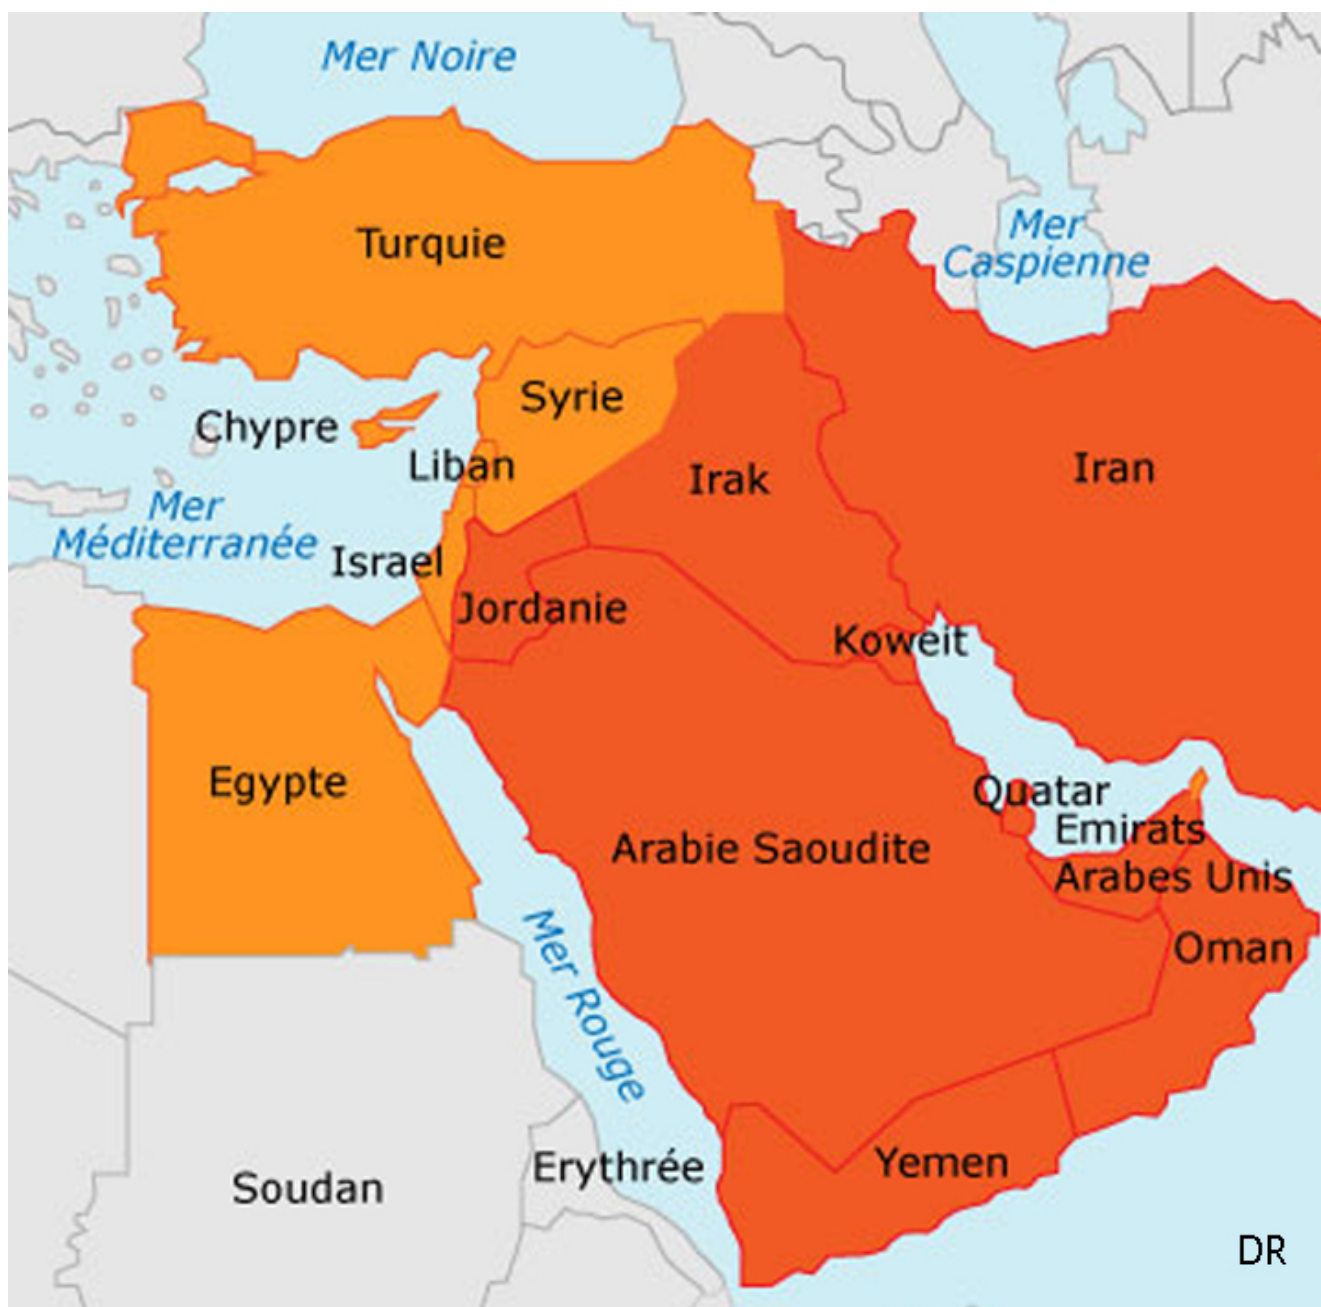 Mer Noire
Turquie
Mer
Caspienne
Syrie
Chypre
Liban
Irak
Iran
Mer
Méditerranée
Israel
Jordanie
Koweit
Egypte
Quatar
Emirats
Arabes Unis
Arabie Saoudite
Oman
Mer Rouge
Yemen
Erythrée
Soudan
DR